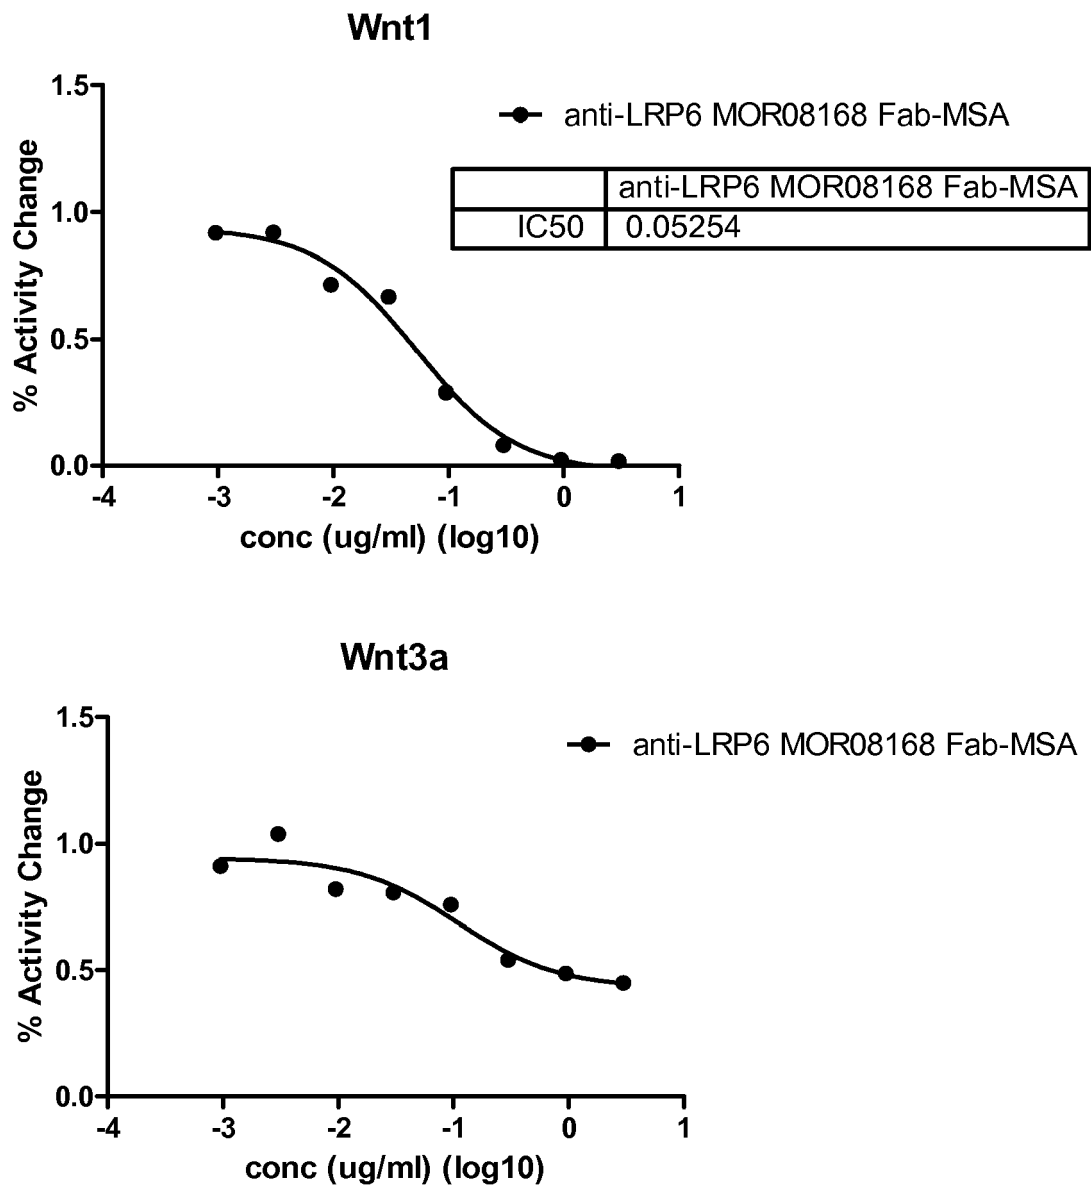 Wnt1
1.5
1.0
0.5
0.0
% Activity Change
anti-LRP6 MOR08168 Fab-MSA
anti-LRP6 MOR08168 Fab-MSA
IC50 0.05254
-4 -3 -2 -1 0 1
conc (ug/ml) (log10)
Wnt3a
1.5
1.0
0.5
0.0
% Activity Change
anti-LRP6 MOR08168 Fab-MSA
-4 -3 -2 -1 0 1
conc (ug/ml) (log10)